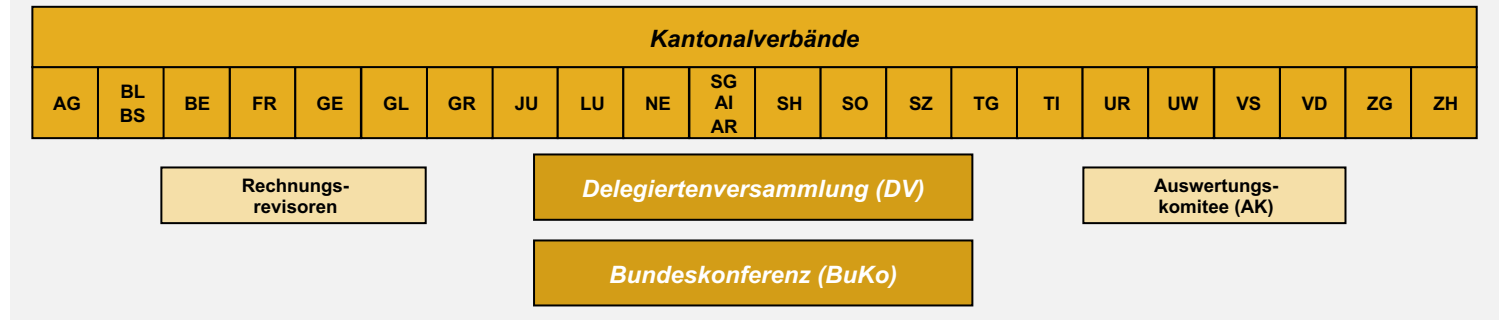 Kantonalverbände
AG
BL
BS
BE
FR
GE
GL
GR
JU
LU
NE
SG
AI
AR
SH
SO
SZ
TG
TI
UR
UW
VS
VD
ZG
ZH
Rechnungs-
revisoren
Delegiertenversammlung (DV)
Auswertungs-
komitee (AK)
Bundeskonferenz (BuKo)